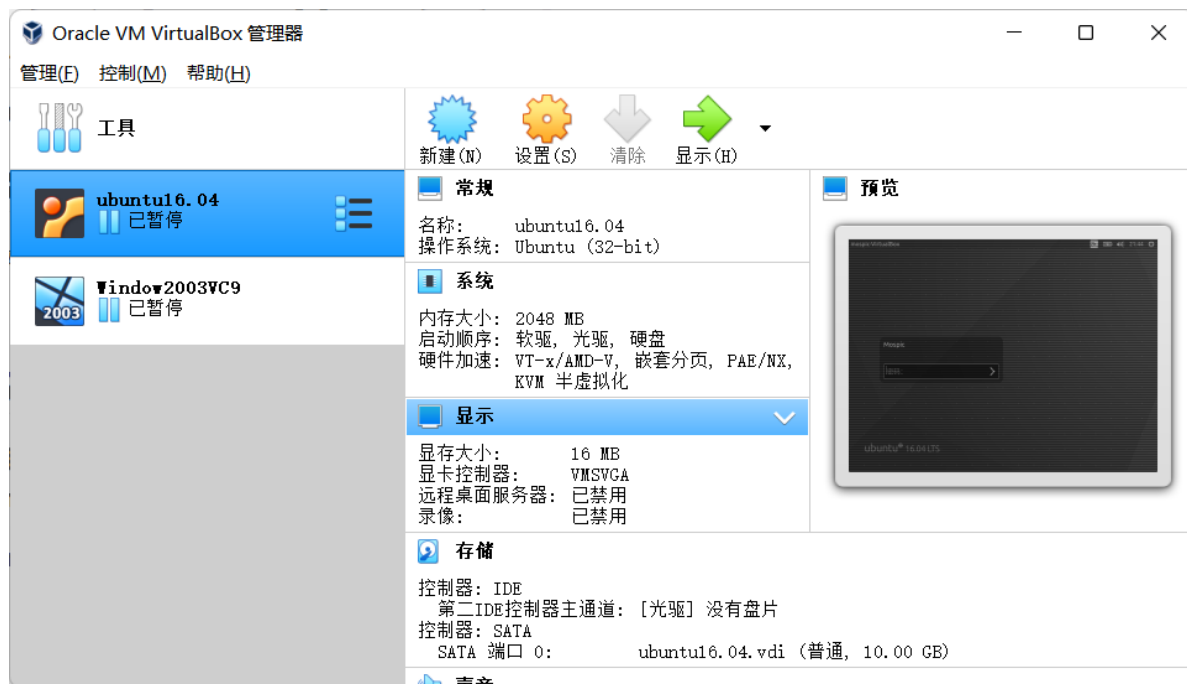 Oracle VM VirtualBox 管理器
管理(F) 控制(M) 帮助(H)
工具
新建(N) 设置(S) 清除 显示(H)
ubuntu16.04
已暂停
2003
Window2003VC9
已暂停
常规
名称: ubuntu16.04
操作系统: Ubuntu (32-bit)
系统
内存大小: 2048 MB
启动顺序: 软驱, 光驱, 硬盘
硬件加速: VT-x/AMD-V, 嵌套分页, PAE/NX,
KVM 半虚拟化
显示
显存大小: 16 MB
显卡控制器: VMSVGA
远程桌面服务器: 已禁用
录像: 已禁用
预览
ubuntu 16.04 LTS
存储
控制器: IDE
第二IDE控制器主通道: [光驱] 没有盘片
控制器: SATA
SATA 端口 0: ubuntu16.04.vdi (普通, 10.00 GB)